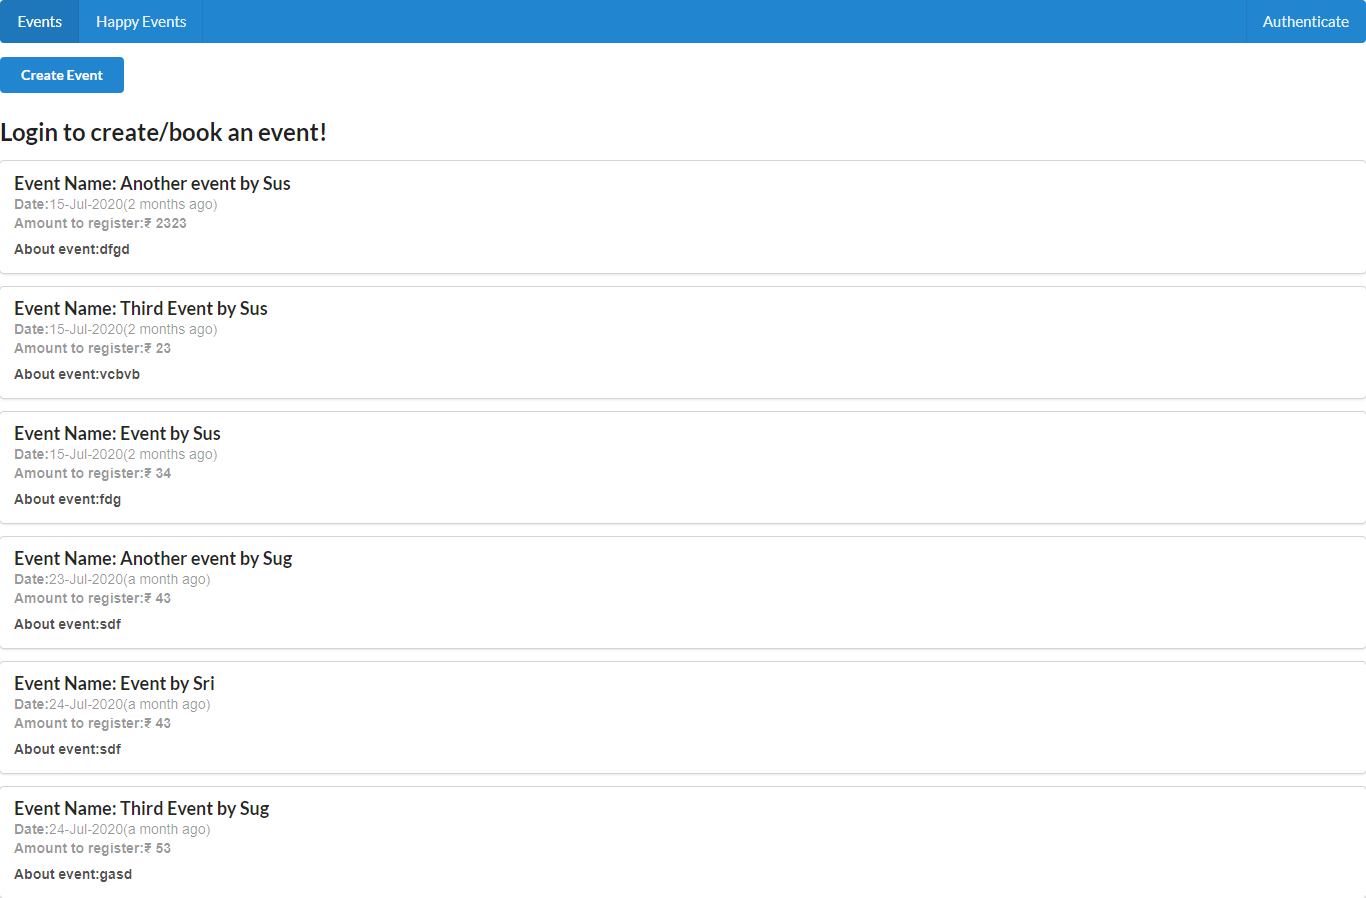 Events Happy Events Authenticate
Create Event
Login to create/book an event!
Event Name: Another event by Sus
Date:15-Jul-2020(2 months ago)
Amount to register:₹ 2323
About event:dfgd
Event Name: Third Event by Sus
Date:15-Jul-2020(2 months ago)
Amount to register:₹ 23
About event:vcbvb
Event Name: Event by Sus
Date:15-Jul-2020(2 months ago)
Amount to register:₹ 34
About event:fdg
Event Name: Another event by Sug
Date:23-Jul-2020(a month ago)
Amount to register:₹ 43
About event:sdf
Event Name: Event by Sri
Date:24-Jul-2020(a month ago)
Amount to register:₹ 43
About event:sdf
Event Name: Third Event by Sug
Date:24-Jul-2020(a month ago)
Amount to register:₹ 53
About event:gasd